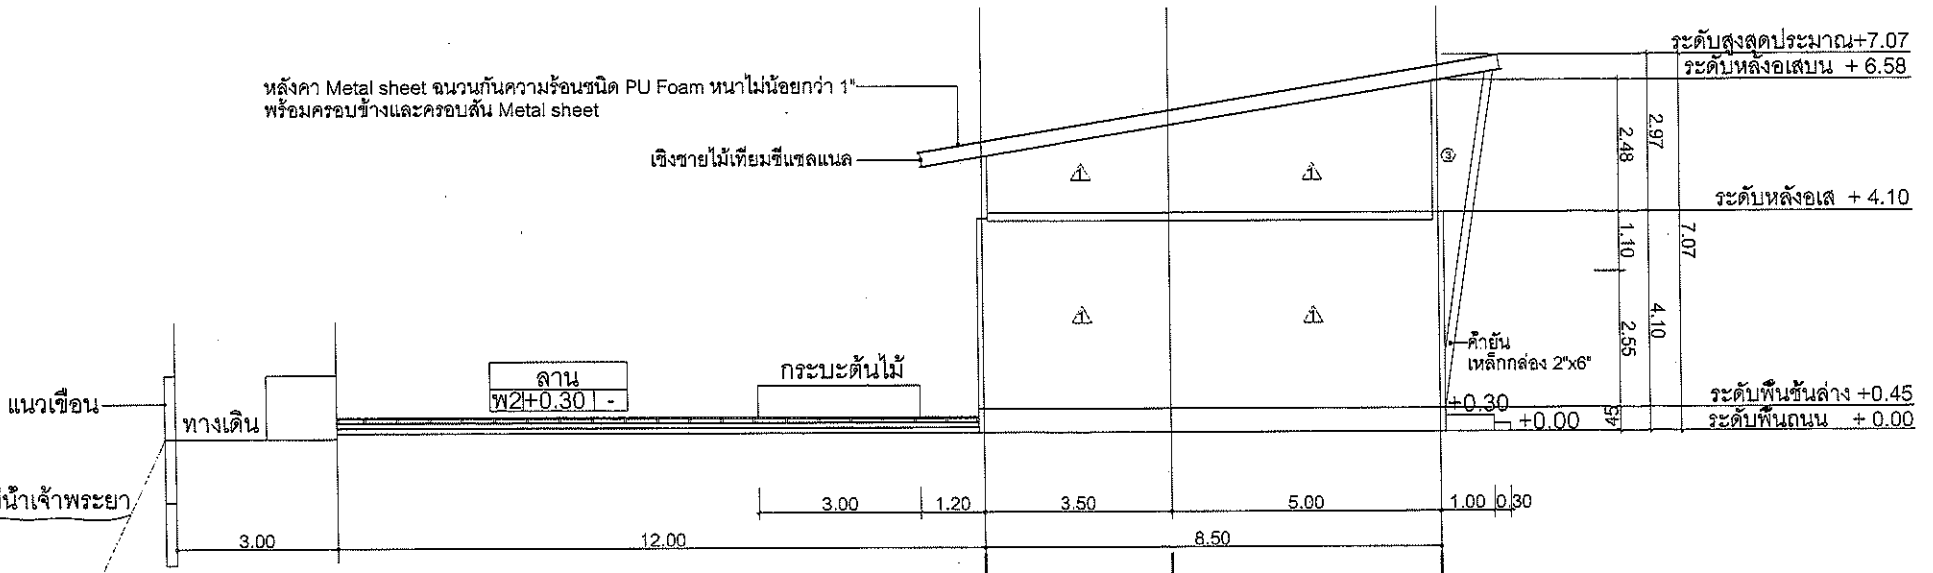 ระดับสูงสุดประมาณ+7.07
ระดับหลังอเสบน + 6.58
หลังคา Metal sheet ฉนวนกันความร้อนชนิด PU Foam หนาไม่น้อยกว่า 1"
พร้อมครอบข้างและครอบสัน Metal sheet
เชิงชายไม้เทียมซีแซลแนล
1
1
3
2.48
2.97
ระดับหลังอเส + 4.10
1.10
7.07
1
1
2.55
4.10
ค้ำยัน
เหล็กกล่อง 2"x6"
ลาน
พ2 +0.30 -
กระบะต้นไม้
แนวเขื่อน
ทางเดิน
+0.30
ระดับพื้นชั้นล่าง +0.45
+0.00
45
ระดับพื้นถนน + 0.00
น้ำเจ้าพระยา
3.00
1.20
3.50
5.00
1.00
0.30
3.00
12.00
8.50